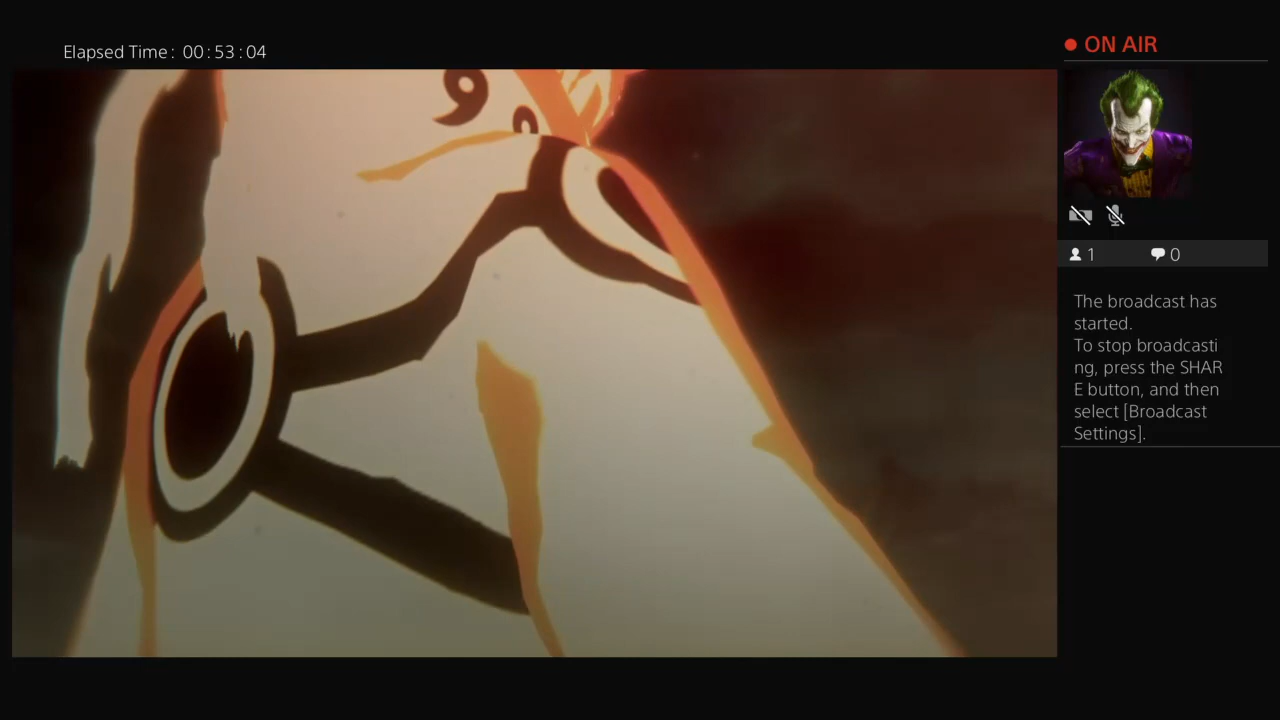 Elapsed Time: 00:53:04
ON AIR
1
0
The broadcast has
started.
To stop broadcasti
ng, press the SHAR
E button, and then
select [Broadcast
Settings].